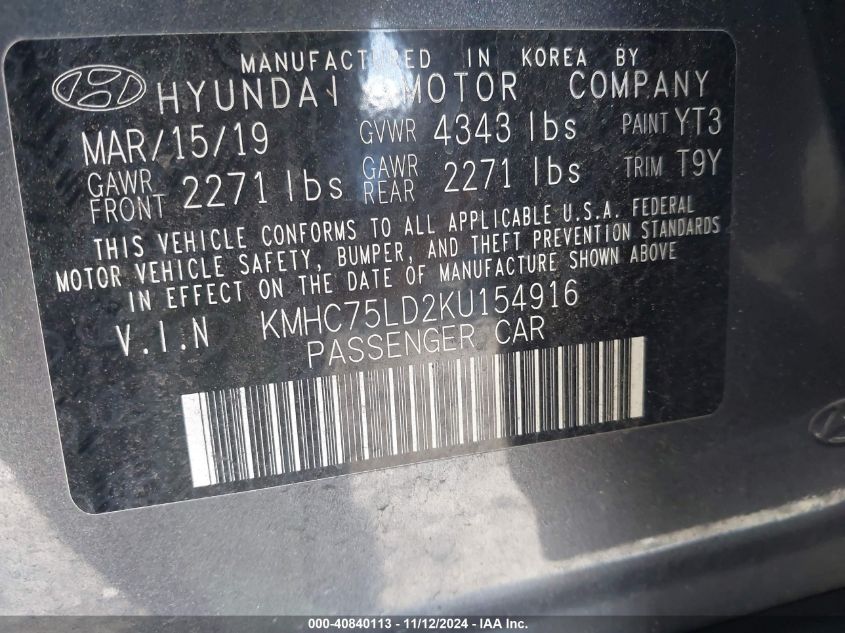 MANUFACTURED IN KOREA BY
HYUNDAI MOTOR COMPANY
MAR/15/19 GVWR 4343 lbs PAINT YT3
GAWR FRONT 2271 lbs GAWR REAR 2271 lbs TRIM T9Y
THIS VEHICLE CONFORMS TO ALL APPLICABLE U.S.A. FEDERAL
MOTOR VEHICLE SAFETY, BUMPER, AND THEFT PREVENTION STANDARDS
IN EFFECT ON THE DATE OF MANUFACTURE SHOWN ABOVE
V.I.N KMHC75LD2KU154916
PASSENGER CAR
000-40840113 - 11/12/2024 - IAA Inc.